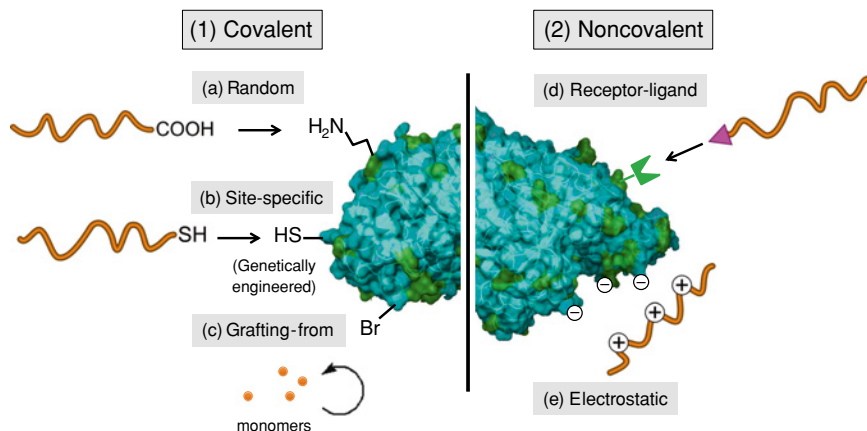 (1) Covalent
(2) Noncovalent
(a) Random
COOH
H₂N
(b) Site-specific
SH
HS
(Genetically
engineered)
(c) Grafting-from
Br
monomers
(d) Receptor-ligand
−
−
−
+
+
+
(e) Electrostatic